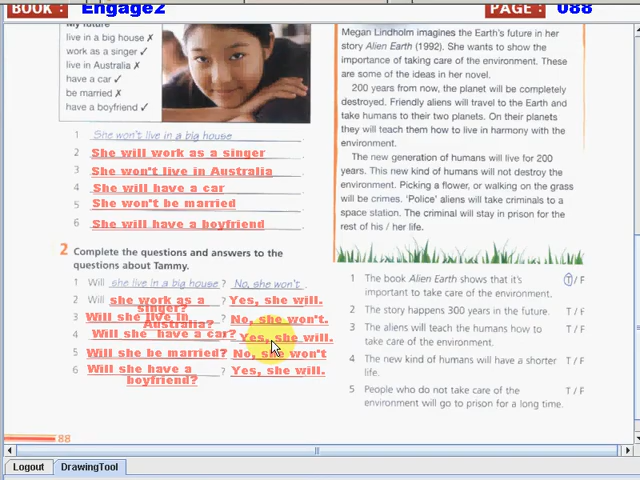 BOOK : Engage2 PAGE : 088
My future
live in a big house ✗
work as a singer ✓
live in Australia ✗
have a car ✓
be married ✗
have a boyfriend ✓
1 She won't live in a big house .
2 She will work as a singer .
3 She won't live in Australia .
4 She will have a car .
5 She won't be married .
6 She will have a boyfriend .
2 Complete the questions and answers to the
questions about Tammy.
1 Will she live in a big house ? No, she won't .
2 Will she work as a ? Yes, she will.
singer?
3 Will she live in ? No, she won't.
Australia?
4 Will she have a car? Yes, she will.
5 Will she be married? No, she won't
6 Will she have a ? Yes, she will.
boyfriend?
88
Megan Lindholm imagines the Earth's future in her
story Alien Earth (1992). She wants to show the
importance of taking care of the environment. These
are some of the ideas in her novel.
200 years from now, the planet will be completely
destroyed. Friendly aliens will travel to the Earth and
take humans to their two planets. On their planets
they will teach them how to live in harmony with the
environment.
The new generation of humans will live for 200
years. This new kind of humans will not destroy the
environment. Picking a flower, or walking on the grass
will be crimes. 'Police' aliens will take criminals to a
space station. The criminal will stay in prison for the
rest of his / her life.
1 The book Alien Earth shows that it's T / F
important to take care of the environment.
2 The story happens 300 years in the future. T / F
3 The aliens will teach the humans how to T / F
take care of the environment.
4 The new kind of humans will have a shorter T / F
life.
5 People who do not take care of the T / F
environment will go to prison for a long time.
Logout DrawingTool